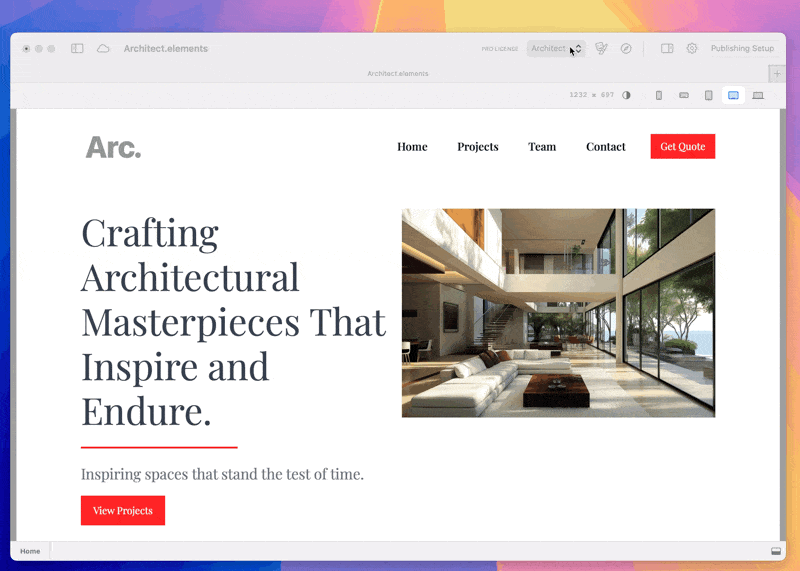 Architect.elements
PRO LICENSE
Architect
Publishing Setup
Architect.elements
1232 × 697
Arc.
Home
Projects
Team
Contact
Get Quote
Crafting
Architectural
Masterpieces That
Inspire and
Endure.
Inspiring spaces that stand the test of time.
View Projects
Home